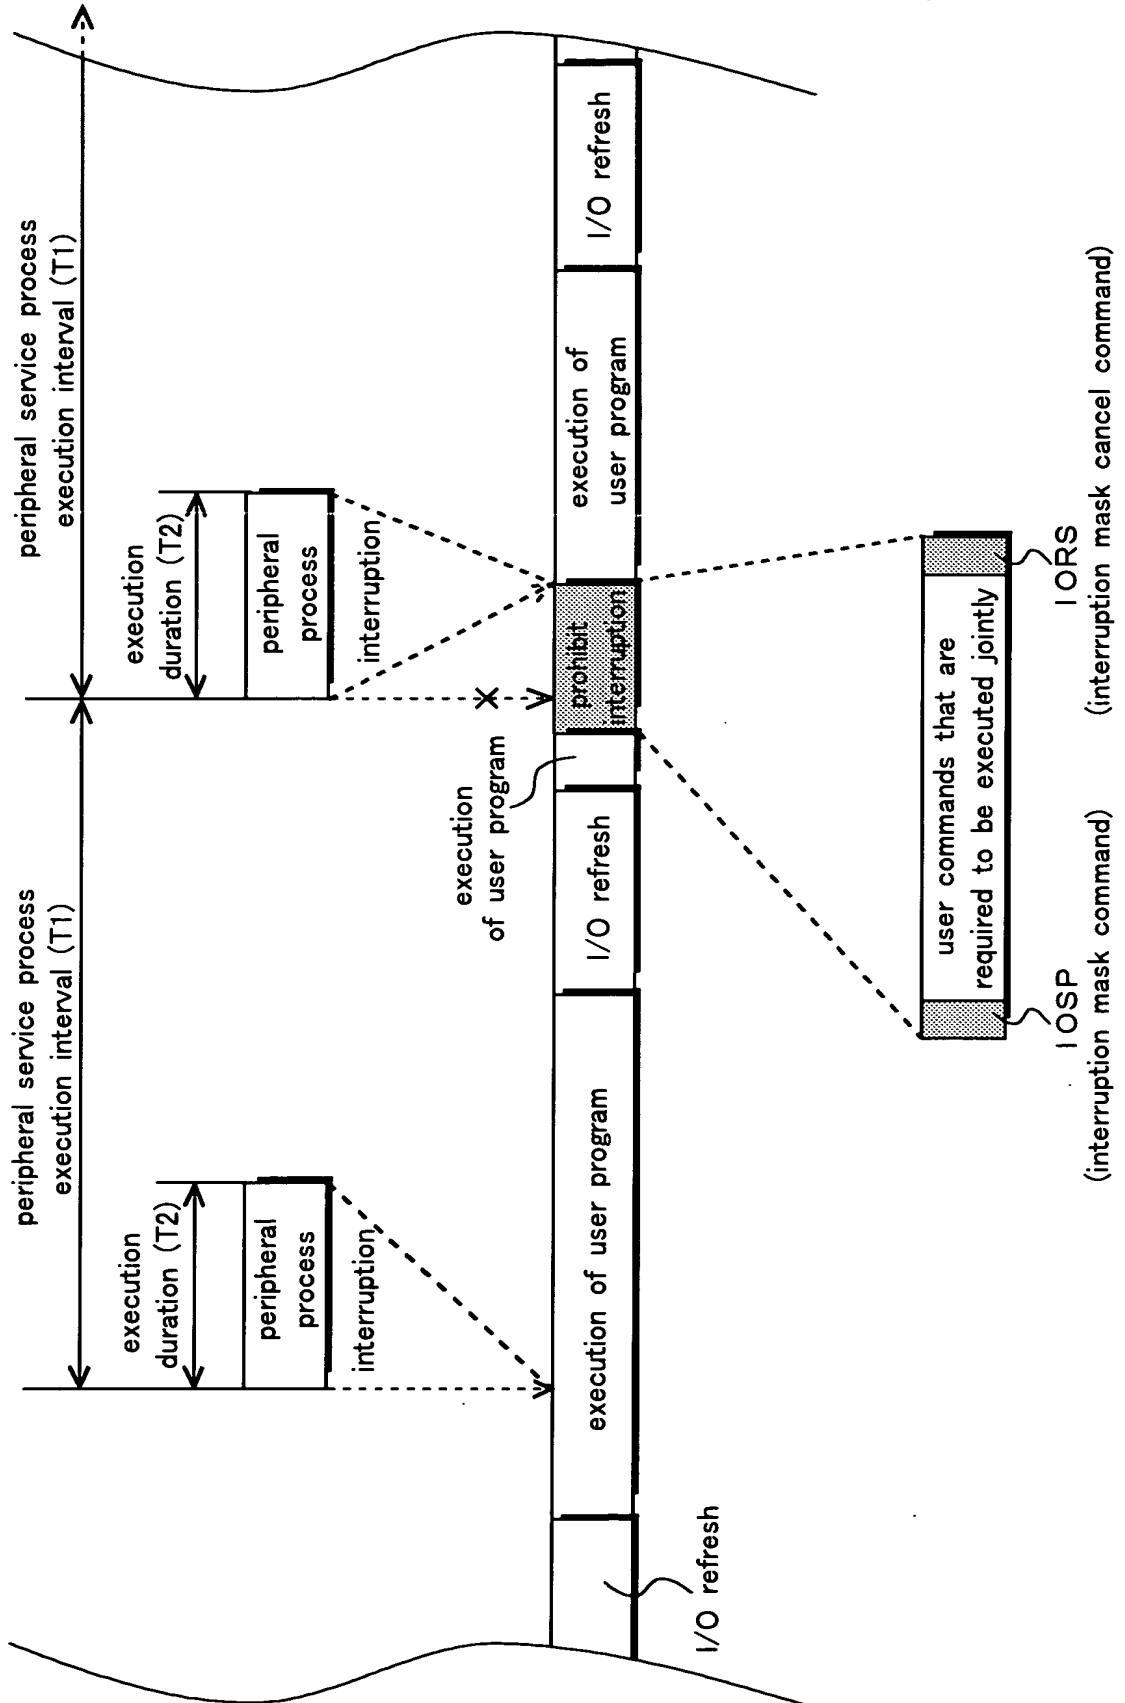 peripheral service process
execution interval (T1)
peripheral service process
execution interval (T1)
execution
duration (T2)
execution
duration (T2)
peripheral
process
peripheral
process
interruption
interruption
execution
of user program
I/O refresh
execution of user program
I/O refresh
prohibit
interruption
execution of
user program
I/O refresh
user commands that are
required to be executed jointly
IOSP
(interruption mask command)
IORS
(interruption mask cancel command)